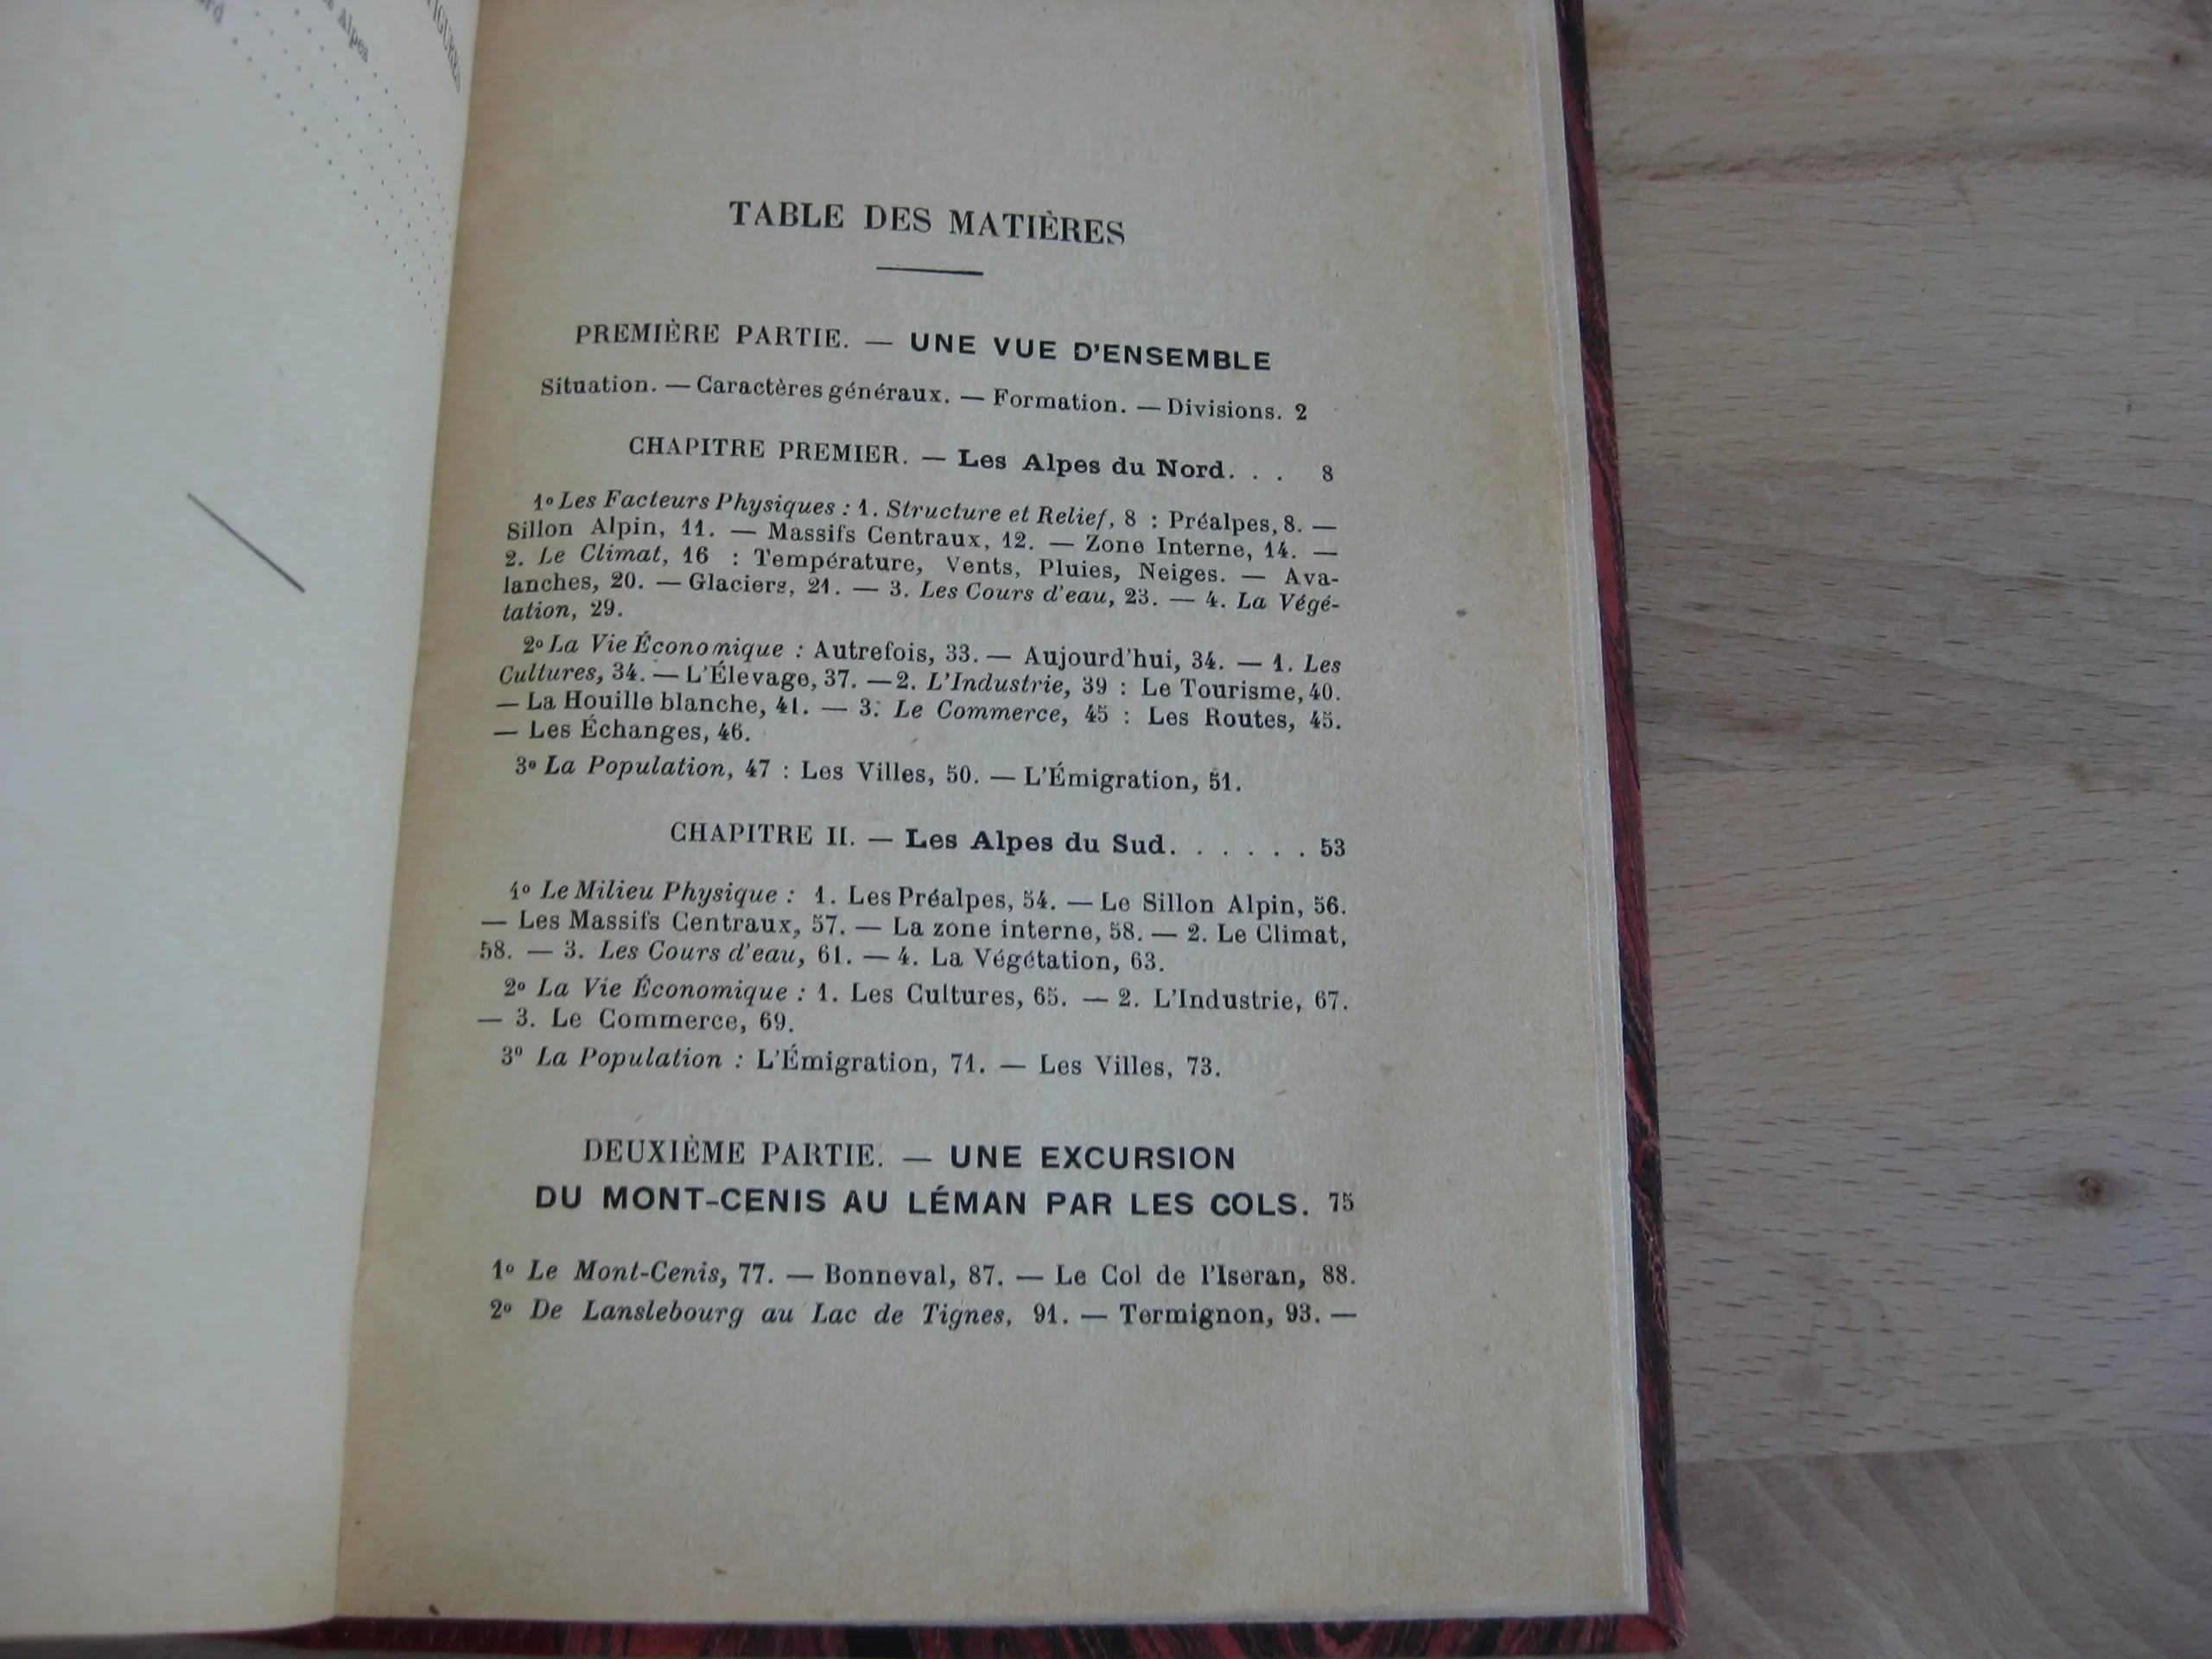 Alpes
TABLE DES MATIÈRES
PREMIÈRE PARTIE. — UNE VUE D'ENSEMBLE
Situation. — Caractères généraux. — Formation. — Divisions. 2
CHAPITRE PREMIER. — Les Alpes du Nord. . . 8
1º Les Facteurs Physiques : 1. Structure et Relief, 8 : Préalpes, 8. —
Sillon Alpin, 11. — Massifs Centraux, 12. — Zone Interne, 14. —
2. Le Climat, 16 : Température, Vents, Pluies, Neiges. — Ava-
lanches, 20. — Glaciers, 21. — 3. Les Cours d'eau, 23. — 4. La Végé-
tation, 29.
2º La Vie Économique : Autrefois, 33. — Aujourd'hui, 34. — 1. Les
Cultures, 34. — L'Élevage, 37. — 2. L'Industrie, 39 : Le Tourisme, 40.
— La Houille blanche, 41. — 3. Le Commerce, 45 : Les Routes, 45.
— Les Échanges, 46.
3º La Population, 47 : Les Villes, 50. — L'Émigration, 51.
CHAPITRE II. — Les Alpes du Sud. . . . . . 53
1º Le Milieu Physique : 1. Les Préalpes, 54. — Le Sillon Alpin, 56.
— Les Massifs Centraux, 57. — La zone interne, 58. — 2. Le Climat,
58. — 3. Les Cours d'eau, 61. — 4. La Végétation, 63.
2º La Vie Économique : 1. Les Cultures, 65. — 2. L'Industrie, 67.
— 3. Le Commerce, 69.
3º La Population : L'Émigration, 71. — Les Villes, 73.
DEUXIÈME PARTIE. — UNE EXCURSION
DU MONT-CENIS AU LÉMAN PAR LES COLS. 75
1º Le Mont-Cenis, 77. — Bonneval, 87. — Le Col de l'Iseran, 88.
2º De Lanslebourg au Lac de Tignes, 91. — Termignon, 93. —